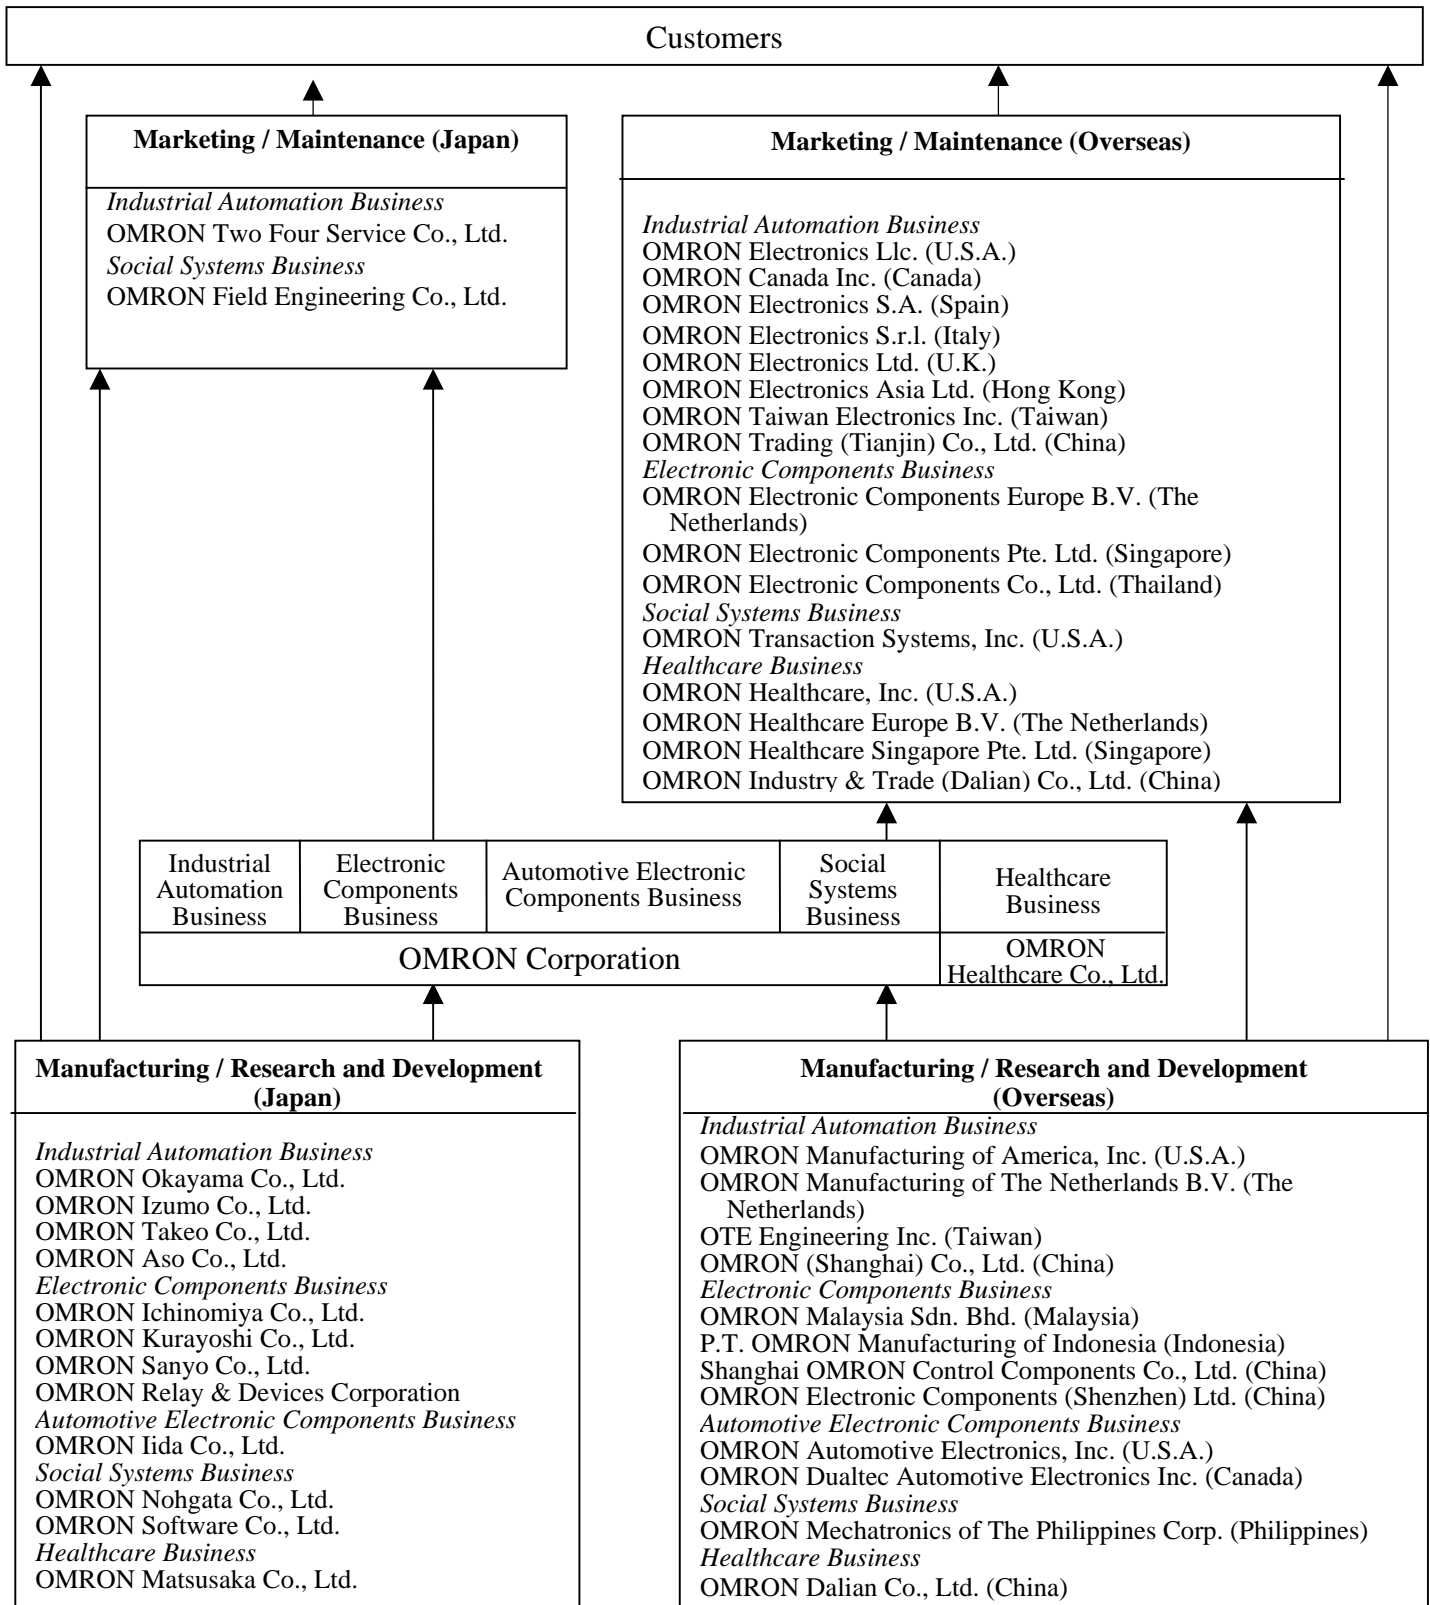 Customers
Marketing / Maintenance (Japan)
Industrial Automation Business
OMRON Two Four Service Co., Ltd.
Social Systems Business
OMRON Field Engineering Co., Ltd.
Marketing / Maintenance (Overseas)
Industrial Automation Business
OMRON Electronics Llc. (U.S.A.)
OMRON Canada Inc. (Canada)
OMRON Electronics S.A. (Spain)
OMRON Electronics S.r.l. (Italy)
OMRON Electronics Ltd. (U.K.)
OMRON Electronics Asia Ltd. (Hong Kong)
OMRON Taiwan Electronics Inc. (Taiwan)
OMRON Trading (Tianjin) Co., Ltd. (China)
Electronic Components Business
OMRON Electronic Components Europe B.V. (The
Netherlands)
OMRON Electronic Components Pte. Ltd. (Singapore)
OMRON Electronic Components Co., Ltd. (Thailand)
Social Systems Business
OMRON Transaction Systems, Inc. (U.S.A.)
Healthcare Business
OMRON Healthcare, Inc. (U.S.A.)
OMRON Healthcare Europe B.V. (The Netherlands)
OMRON Healthcare Singapore Pte. Ltd. (Singapore)
OMRON Industry & Trade (Dalian) Co., Ltd. (China)
Industrial
Automation
Business
Electronic
Components
Business
Automotive Electronic
Components Business
Social
Systems
Business
Healthcare
Business
OMRON Corporation
OMRON
Healthcare Co., Ltd.
Manufacturing / Research and Development
(Japan)
Industrial Automation Business
OMRON Okayama Co., Ltd.
OMRON Izumo Co., Ltd.
OMRON Takeo Co., Ltd.
OMRON Aso Co., Ltd.
Electronic Components Business
OMRON Ichinomiya Co., Ltd.
OMRON Kurayoshi Co., Ltd.
OMRON Sanyo Co., Ltd.
OMRON Relay & Devices Corporation
Automotive Electronic Components Business
OMRON Iida Co., Ltd.
Social Systems Business
OMRON Nohgata Co., Ltd.
OMRON Software Co., Ltd.
Healthcare Business
OMRON Matsusaka Co., Ltd.
Manufacturing / Research and Development
(Overseas)
Industrial Automation Business
OMRON Manufacturing of America, Inc. (U.S.A.)
OMRON Manufacturing of The Netherlands B.V. (The
Netherlands)
OTE Engineering Inc. (Taiwan)
OMRON (Shanghai) Co., Ltd. (China)
Electronic Components Business
OMRON Malaysia Sdn. Bhd. (Malaysia)
P.T. OMRON Manufacturing of Indonesia (Indonesia)
Shanghai OMRON Control Components Co., Ltd. (China)
OMRON Electronic Components (Shenzhen) Ltd. (China)
Automotive Electronic Components Business
OMRON Automotive Electronics, Inc. (U.S.A.)
OMRON Dualtec Automotive Electronics Inc. (Canada)
Social Systems Business
OMRON Mechatronics of The Philippines Corp. (Philippines)
Healthcare Business
OMRON Dalian Co., Ltd. (China)